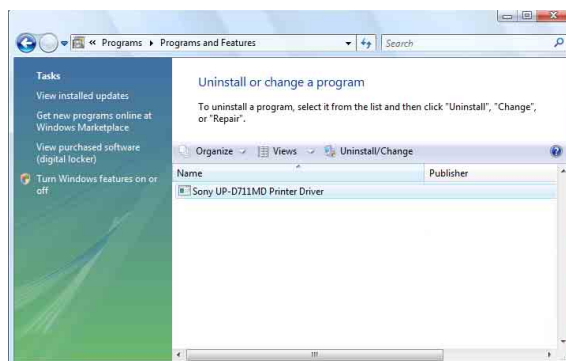 « Programs ▸ Programs and Features
Search
Tasks
View installed updates
Get new programs online at
Windows Marketplace
View purchased software
(digital locker)
Turn Windows features on or
off
Uninstall or change a program
To uninstall a program, select it from the list and then click "Uninstall", "Change",
or "Repair".
Organize Views Uninstall/Change
Name Publisher
Sony UP-D711MD Printer Driver